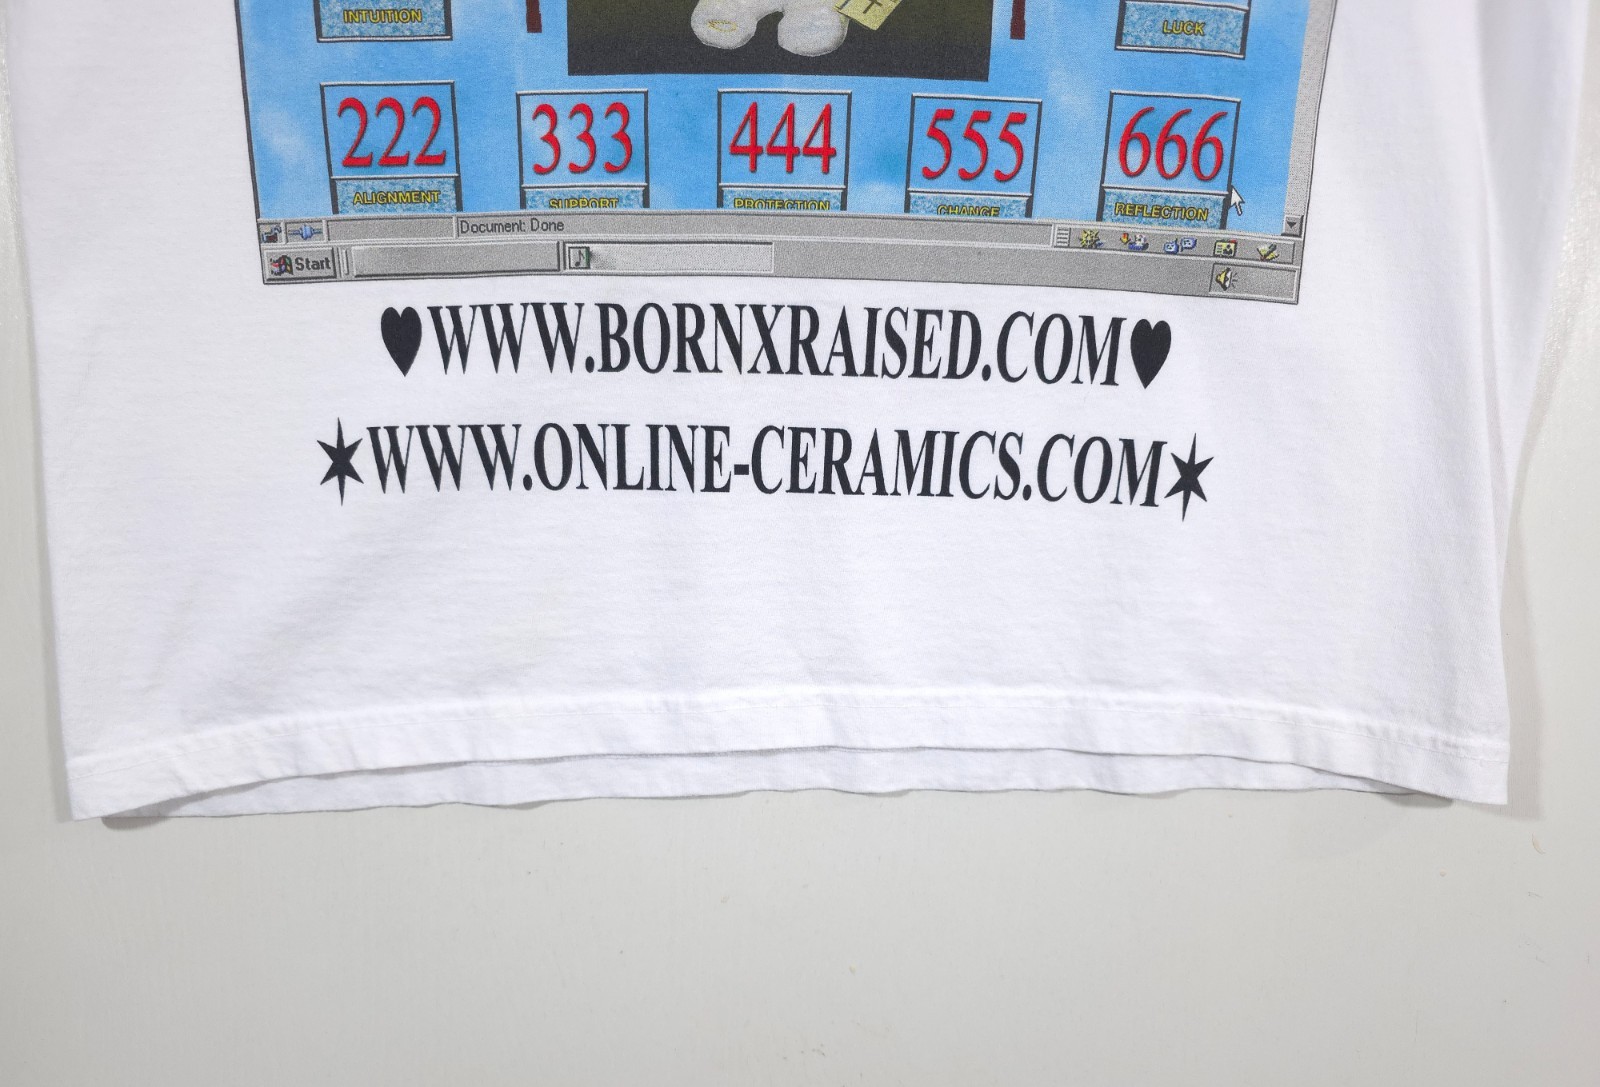 INTUITION
LUCK
222 333 444 555 666
ALIGNMENT SUPPORT PROTECTION CHANGE REFLECTION
Document: Done
Start
♥WWW.BORNXRAISED.COM♥
✶WWW.ONLINE-CERAMICS.COM✶